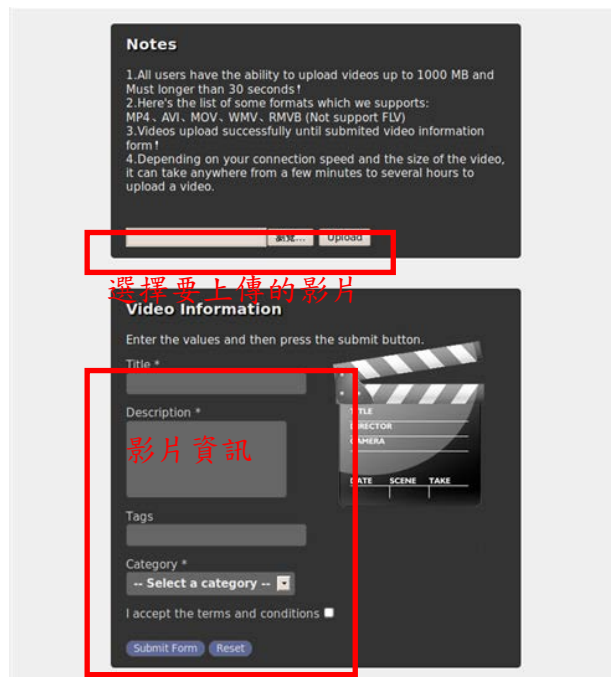 Notes
1.All users have the ability to upload videos up to 1000 MB and
Must longer than 30 seconds!
2.Here's the list of some formats which we supports:
MP4、AVI、MOV、WMV、RMVB (Not support FLV)
3.Videos upload successfully until submited video information
form!
4.Depending on your connection speed and the size of the video,
it can take anywhere from a few minutes to several hours to
upload a video.
瀏覽... Upload
選擇要上傳的影片
Video Information
Enter the values and then press the submit button.
Title *
Description *
影片資訊
TITLE
DIRECTOR
CAMERA
DATE SCENE TAKE
Tags
Category *
-- Select a category --
I accept the terms and conditions
Submit Form Reset